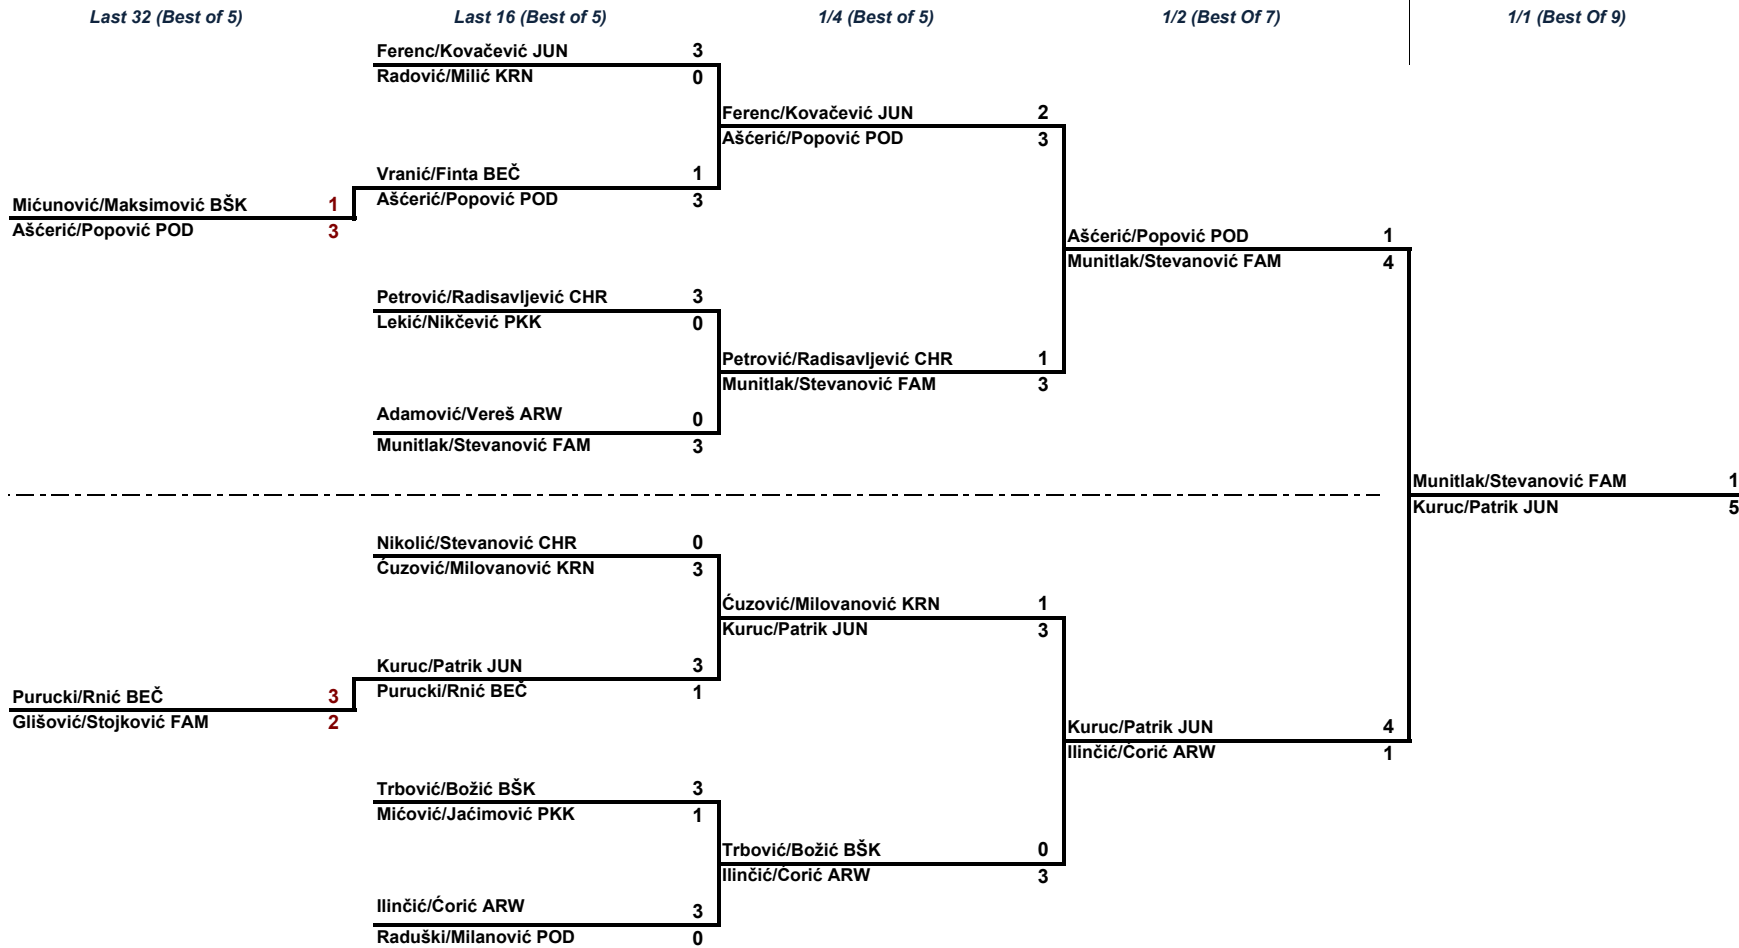 Last 32 (Best of 5) Last 16 (Best of 5) 1/4 (Best of 5) 1/2 (Best Of 7) 1/1 (Best Of 9)
Ferenc/Kovačević JUN 3
Radović/Milić KRN 0
Ferenc/Kovačević JUN 2
Ašćerić/Popović POD 3
Vranić/Finta BEČ 1
Ašćerić/Popović POD 3
Mićunović/Maksimović BŠK 1
Ašćerić/Popović POD 3
Ašćerić/Popović POD 1
Munitlak/Stevanović FAM 4
Petrović/Radisavljević CHR 3
Lekić/Nikčević PKK 0
Petrović/Radisavljević CHR 1
Munitlak/Stevanović FAM 3
Adamović/Vereš ARW 0
Munitlak/Stevanović FAM 3
Munitlak/Stevanović FAM 1
Kuruc/Patrik JUN 5
Nikolić/Stevanović CHR 0
Ćuzović/Milovanović KRN 3
Ćuzović/Milovanović KRN 1
Kuruc/Patrik JUN 3
Kuruc/Patrik JUN 3
Purucki/Rnić BEČ 1
Purucki/Rnić BEČ 3
Glišović/Stojković FAM 2
Kuruc/Patrik JUN 4
Ilinčić/Ćorić ARW 1
Trbović/Božić BŠK 3
Mićović/Jaćimović PKK 1
Trbović/Božić BŠK 0
Ilinčić/Ćorić ARW 3
Ilinčić/Ćorić ARW 3
Raduški/Milanović POD 0